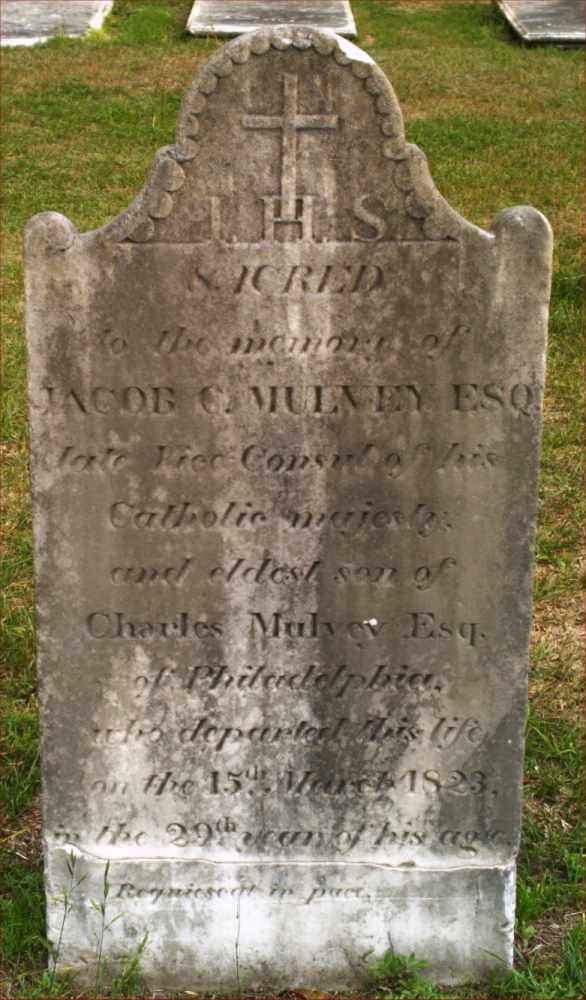 I.H.S
SACRED
to the memory of
JACOB C. MULVEY ESQ
late Vice Consul of his
Catholic majesty,
and eldest son of
Charles Mulvey Esq.
of Philadelphia,
who departed this life
on the 15th March 1823,
in the 29th year of his age
Requiescat in pace.